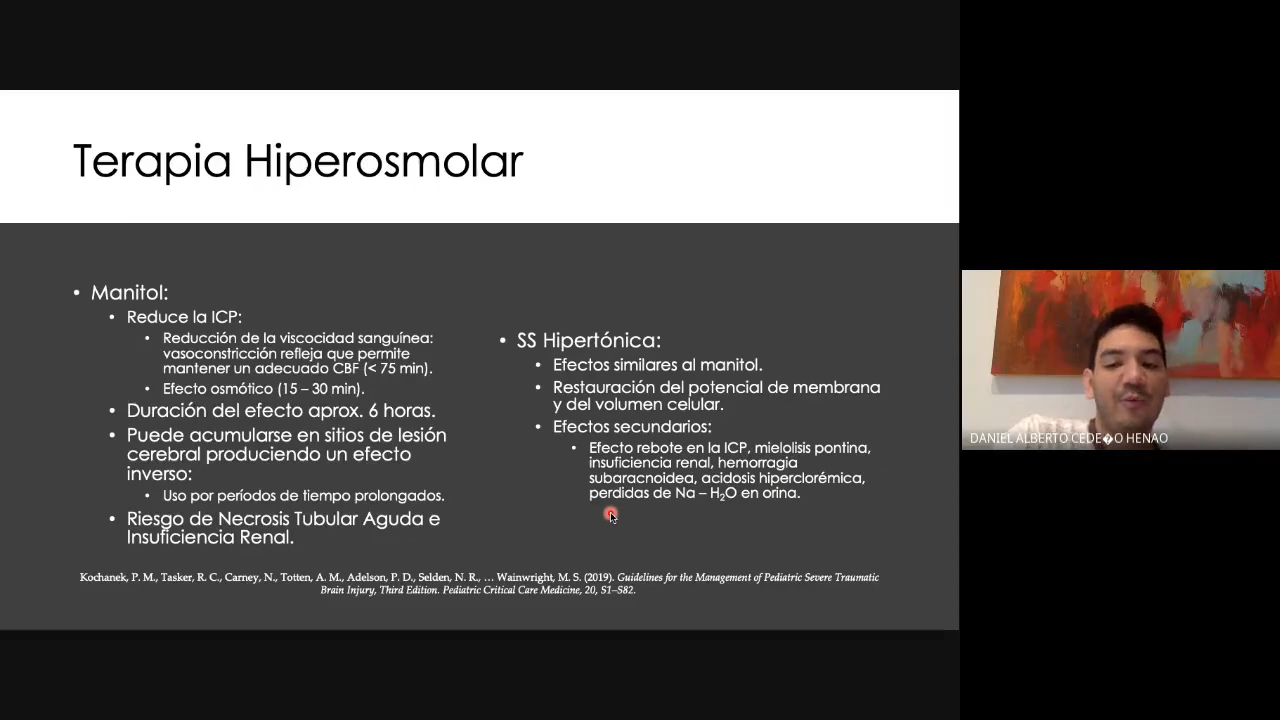 Terapia Hiperosmolar
• Manitol:
• Reduce la ICP:
• Reducción de la viscocidad sanguínea:
vasoconstricción refleja que permite
mantener un adecuado CBF (< 75 min).
• Efecto osmótico (15 – 30 min).
• Duración del efecto aprox. 6 horas.
• Puede acumularse en sitios de lesión
cerebral produciendo un efecto
inverso:
• Uso por períodos de tiempo prolongados.
• Riesgo de Necrosis Tubular Aguda e
Insuficiencia Renal.
• SS Hipertónica:
• Efectos similares al manitol.
• Restauración del potencial de membrana
y del volumen celular.
• Efectos secundarios:
• Efecto rebote en la ICP, mielolisis pontina,
insuficiencia renal, hemorragia
subaracnoidea, acidosis hiperclorémica,
perdidas de Na – H₂O en orina.
Kochanek, P. M., Tasker, R. C., Carney, N., Totten, A. M., Adelson, P. D., Selden, N. R., … Wainwright, M. S. (2019). Guidelines for the Management of Pediatric Severe Traumatic
Brain Injury, Third Edition. Pediatric Critical Care Medicine, 20, S1–S82.
DANIEL ALBERTO CEDE�O HENAO